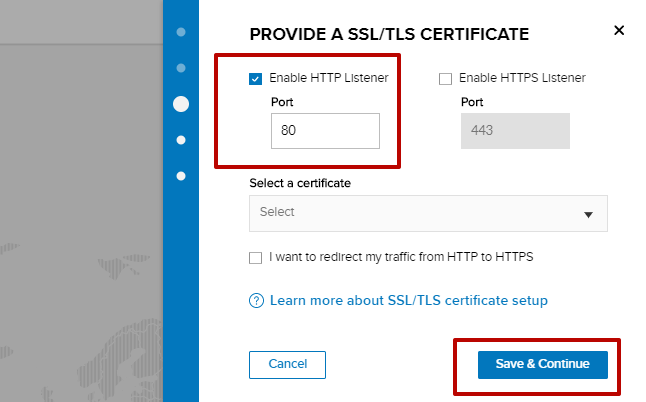 PROVIDE A SSL/TLS CERTIFICATE
Enable HTTP Listener
Enable HTTPS Listener
Port
Port
80
443
Select a certificate
Select
I want to redirect my traffic from HTTP to HTTPS
Learn more about SSL/TLS certificate setup
Cancel
Save & Continue